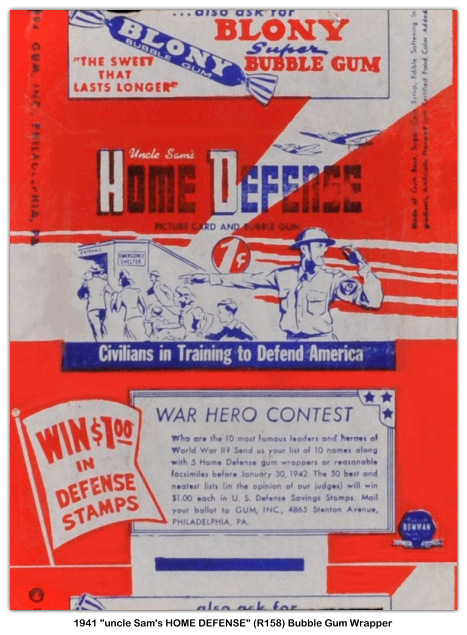 ...also ask for
BLONY
BUBBLE GUM
"THE SWEET
THAT
LASTS LONGER"
BLONY
Super
BUBBLE GUM
GUM, INC., PHILADELPHIA, PA.
Uncle Sam's
HOME DEFENSE
PICTURE CARD AND BUBBLE GUM
1¢
ENTRANCE
EMERGENCY
SHELTER
Civilians in Training to Defend America
WIN $1.00
IN
DEFENSE
STAMPS
WAR HERO CONTEST
Who are the 10 most famous leaders and heroes of
World War II? Send us your list of 10 names along
with 5 Home Defense gum wrappers or reasonable
facsimiles before January 30, 1942. The 50 best and
neatest lists (in the opinion of our judges) will win
$1.00 each in U. S. Defense Savings Stamps. Mail
your ballot to GUM, INC., 4865 Stenton Avenue,
PHILADELPHIA, PA.
BOWMAN
also ask for
1941 "uncle Sam's HOME DEFENSE" (R158) Bubble Gum Wrapper